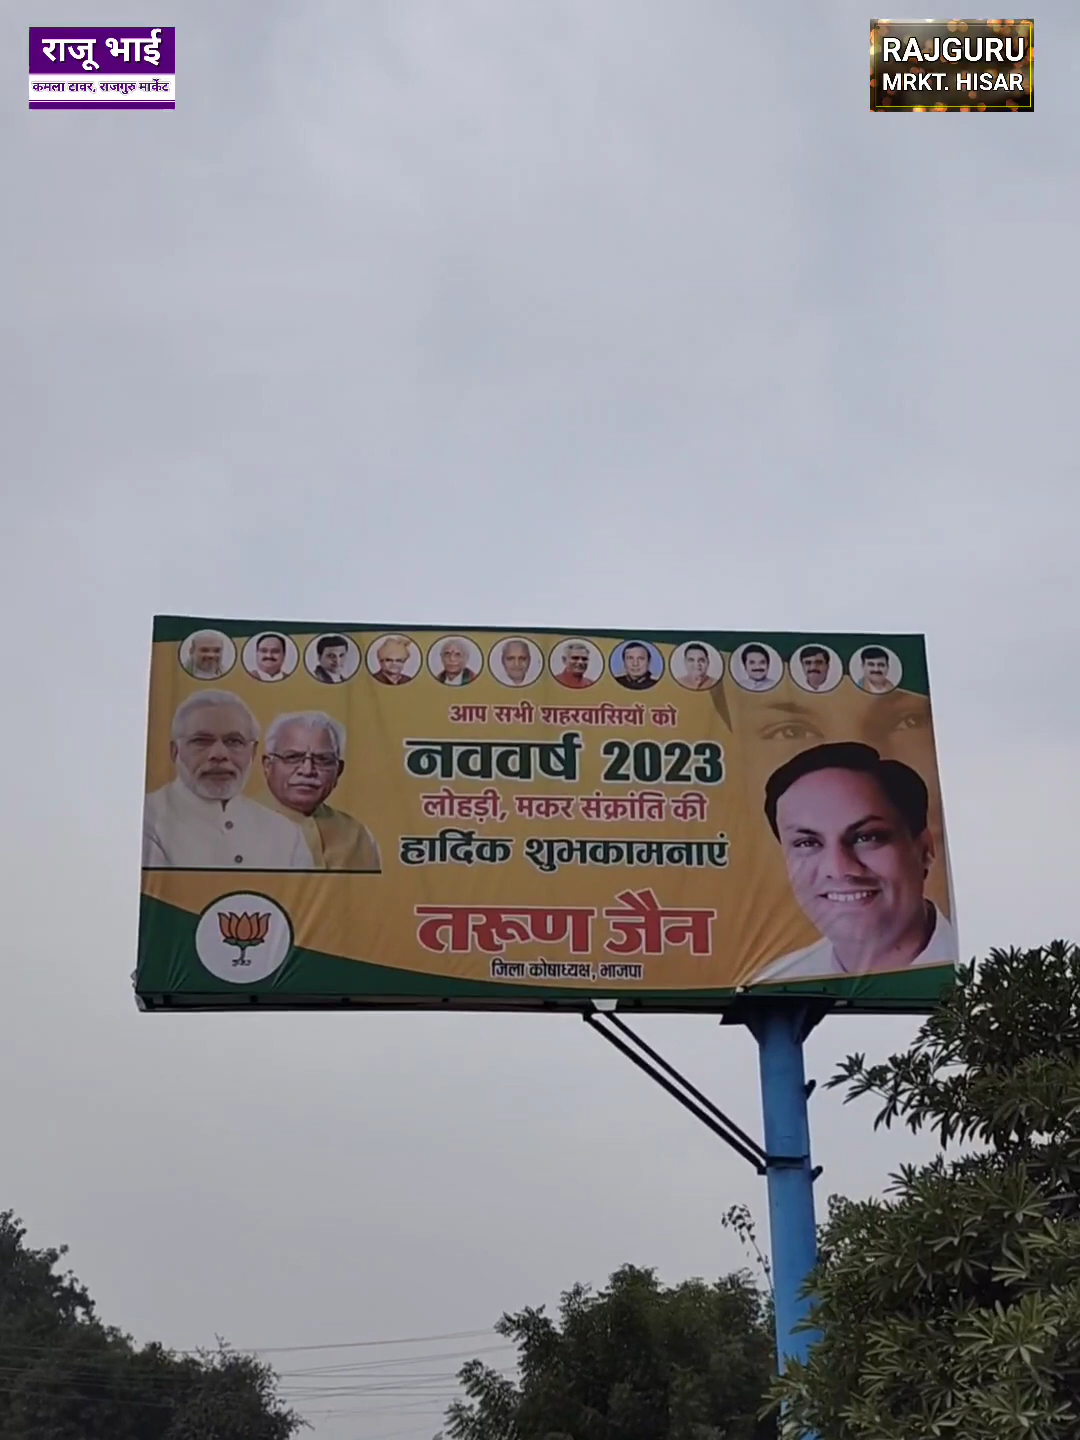 राजू भाई
कमला टावर, राजगुरु मार्केट
RAJGURU
MRKT. HISAR
आप सभी शहरवासियों को
नववर्ष 2023
लोहड़ी, मकर संक्रांति की
हार्दिक शुभकामनाएं
तरूण जैन
जिला कोषाध्यक्ष, भाजपा